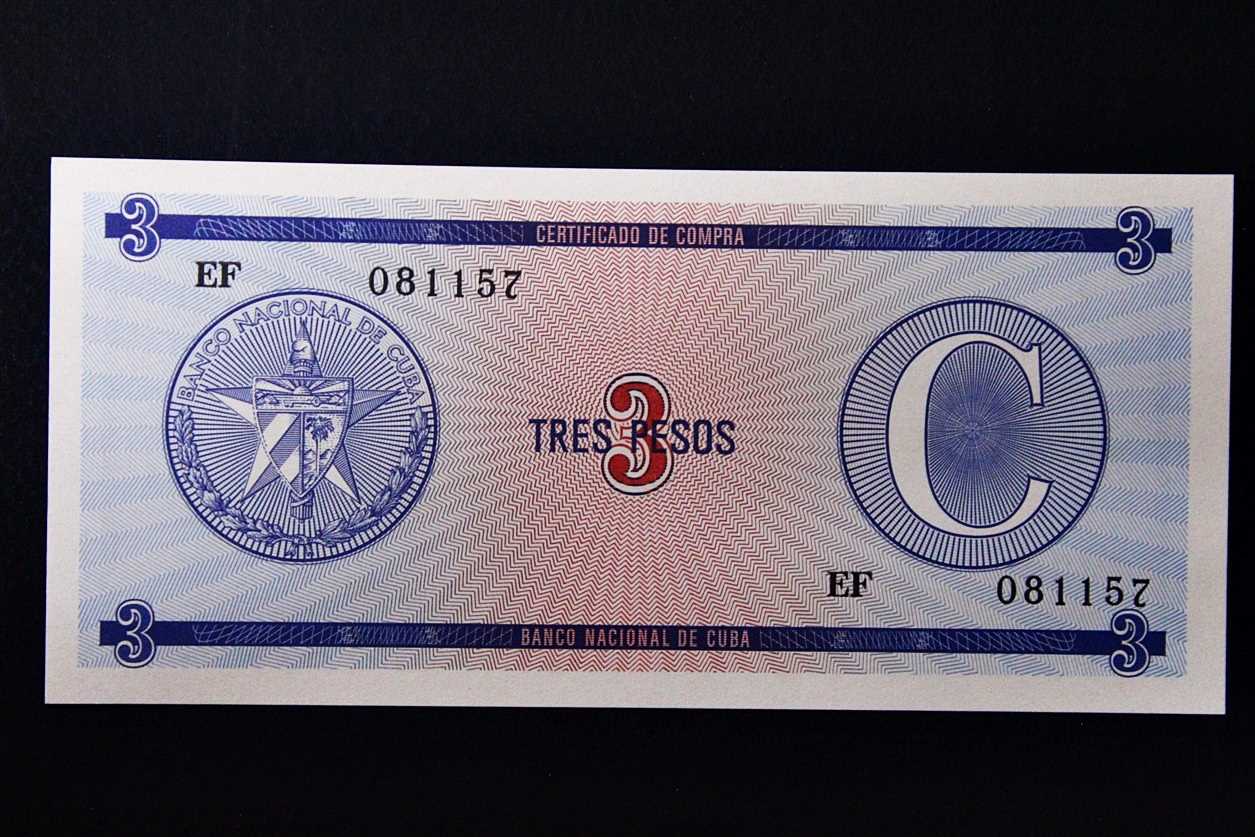 3 CERTIFICADO DE COMPRA 3
EF 081157
BANCO NACIONAL DE CUBA
3
TRES PESOS
C
EF 081157
3 BANCO NACIONAL DE CUBA 3